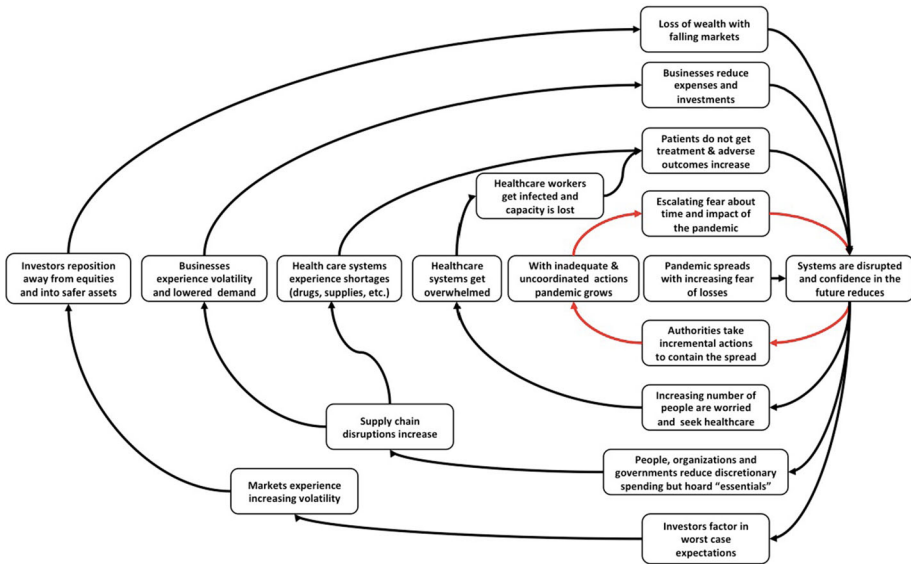 Loss of wealth with
falling markets
Businesses reduce
expenses and
investments
Patients do not get
treatment & adverse
outcomes increase
Healthcare workers
get infected and
capacity is lost
Escalating fear about
time and impact of
the pandemic
Investors reposition
away from equities
and into safer assets
Businesses
experience volatility
and lowered demand
Health care systems
experience shortages
(drugs, supplies, etc.)
Healthcare
systems get
overwhelmed
With inadequate &
uncoordinated actions
pandemic grows
Pandemic spreads
with increasing fear
of losses
Systems are disrupted
and confidence in the
future reduces
Authorities take
incremental actions
to contain the spread
Increasing number of
people are worried
and seek healthcare
Supply chain
disruptions increase
People, organizations and
governments reduce discretionary
spending but hoard “essentials”
Markets experience
increasing volatility
Investors factor in
worst case
expectations